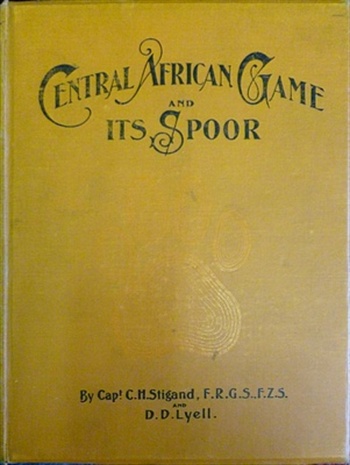 CENTRAL AFRICAN GAME
AND
ITS SPOOR
By Capt. C.H.Stigand, F.R.G.S., F.Z.S.
AND
D.D.Lyell.